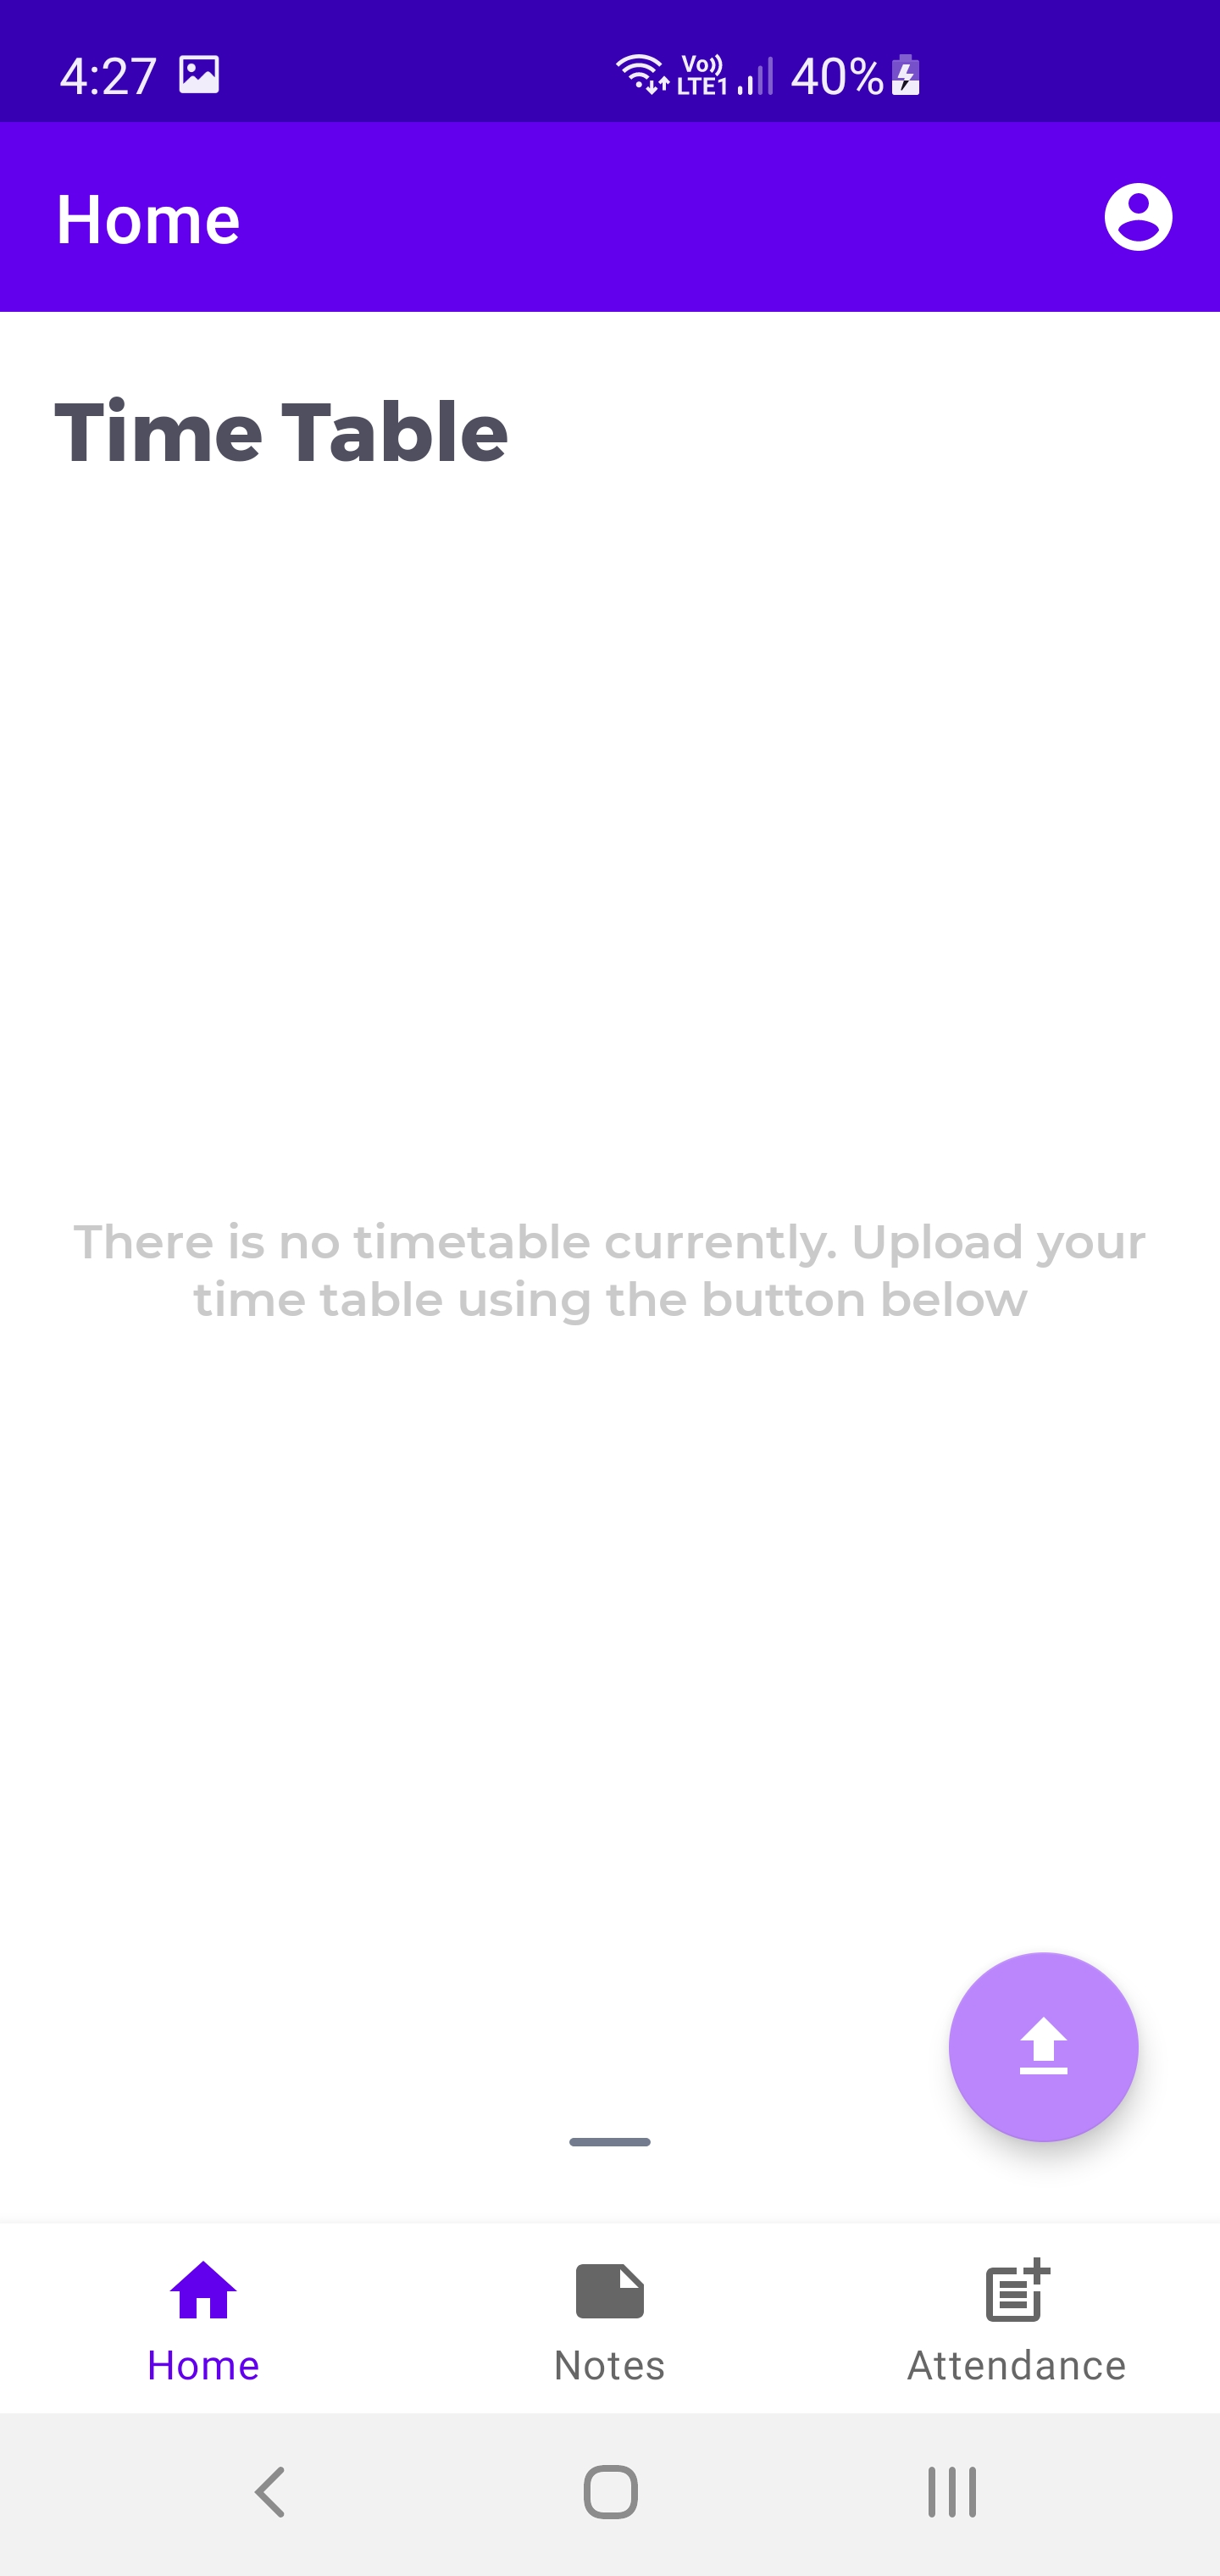 4:27 Vo)) LTE1 40%
Home
Time Table
There is no timetable currently. Upload your
time table using the button below
Home Notes Attendance